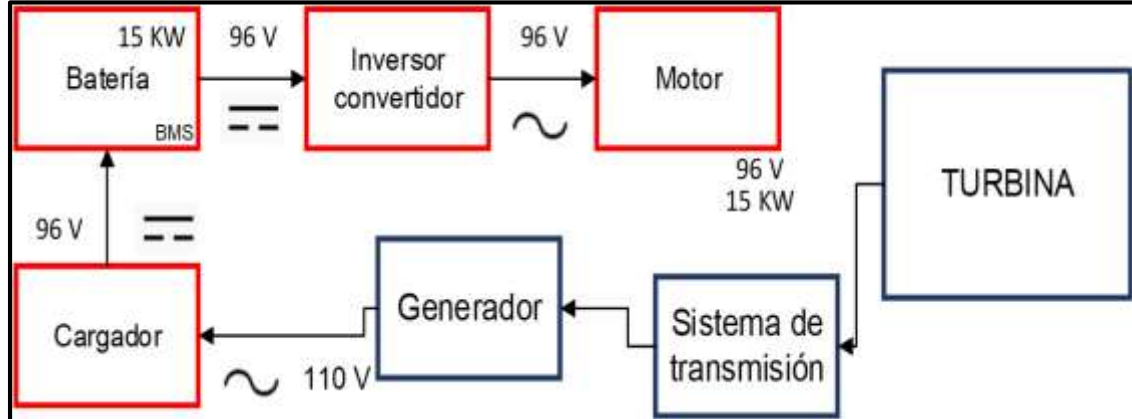 15 KW
Batería
BMS
96 V
Inversor
convertidor
96 V
Motor
96 V
15 KW
TURBINA
96 V
Cargador
110 V
Generador
Sistema de
transmisión